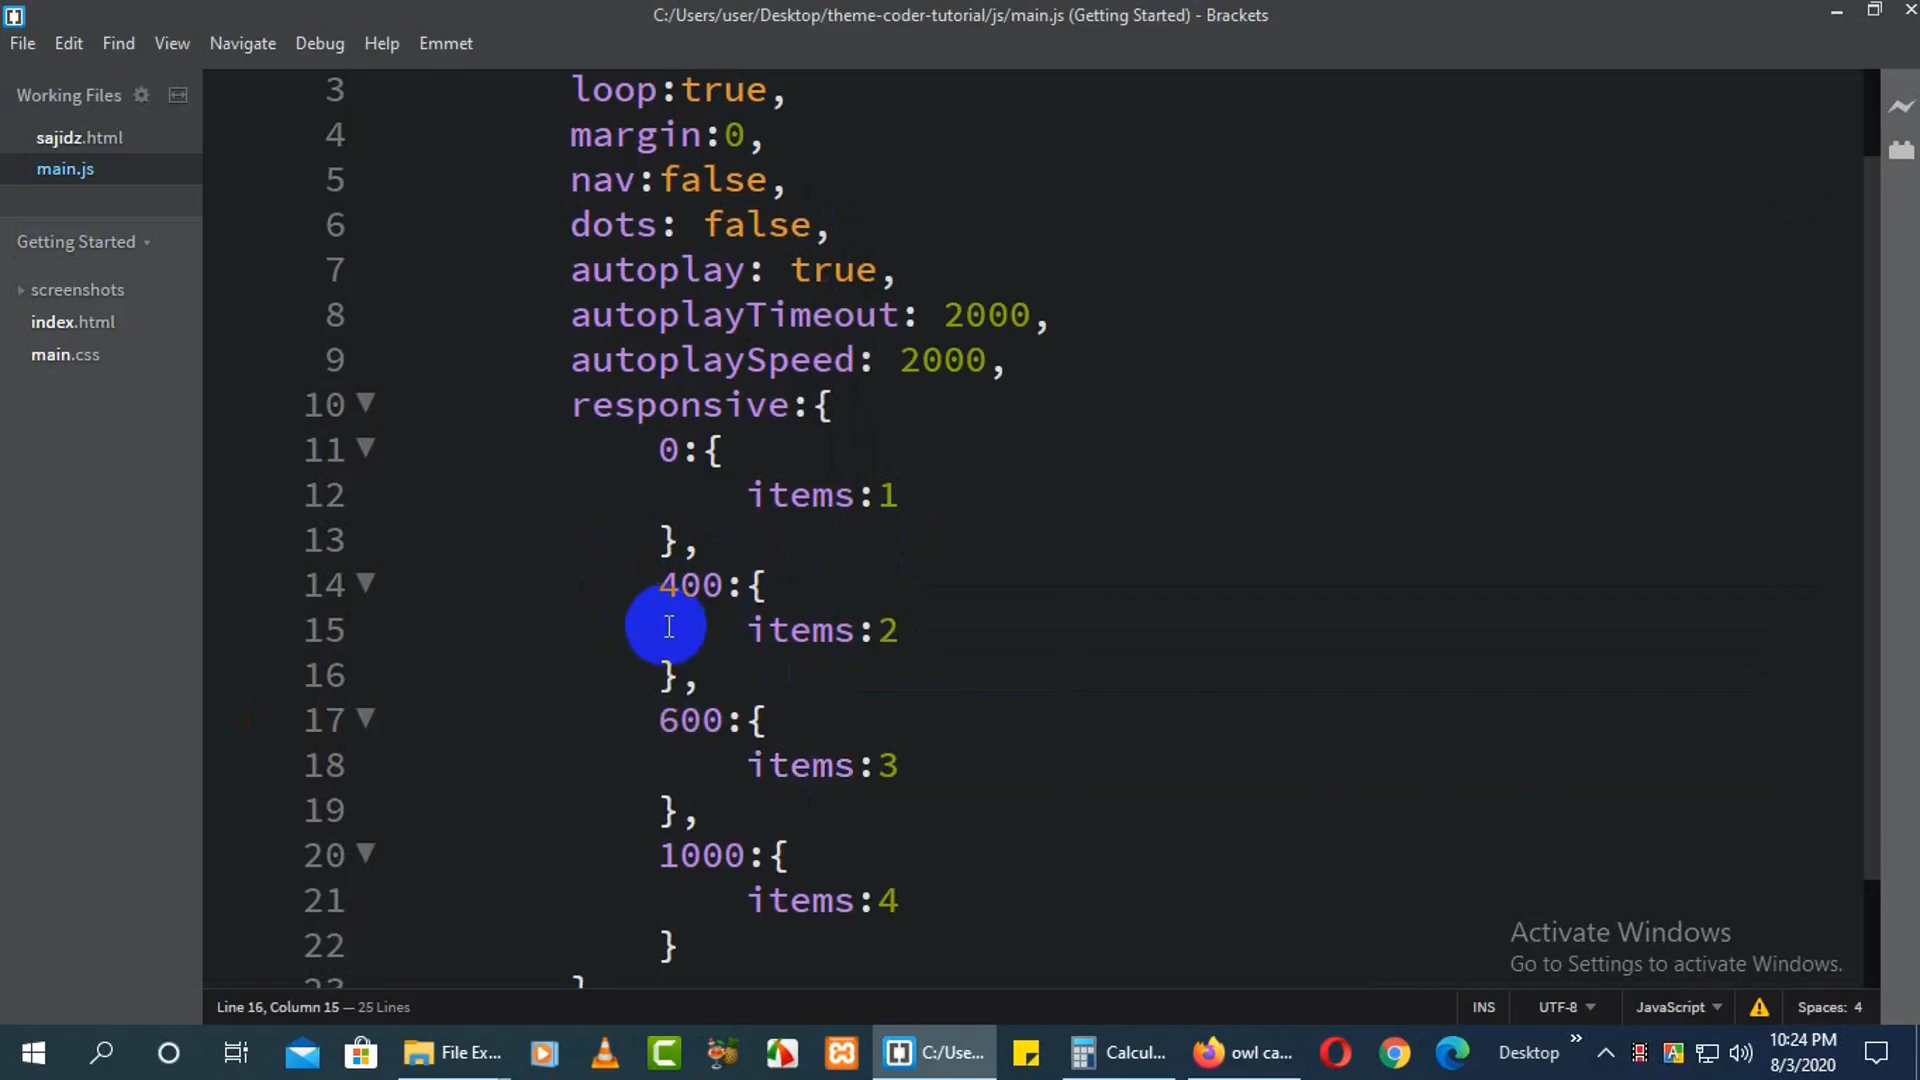 C:/Users/user/Desktop/theme-coder-tutorial/js/main.js (Getting Started) - Brackets
File Edit Find View Navigate Debug Help Emmet
Working Files
sajidz.html
main.js
Getting Started
screenshots
index.html
main.css
3 loop:true,
4 margin:0,
5 nav:false,
6 dots: false,
7 autoplay: true,
8 autoplayTimeout: 2000,
9 autoplaySpeed: 2000,
10 responsive:{
11 0:{
12 items:1
13 },
14 400:{
15 items:2
16 },
17 600:{
18 items:3
19 },
20 1000:{
21 items:4
22 }
23 }
Activate Windows
Go to Settings to activate Windows.
Line 16, Column 15 — 25 Lines
INS UTF-8 JavaScript Spaces: 4
File Ex... C:/Use... Calcul... owl ca... Desktop
10:24 PM
8/3/2020